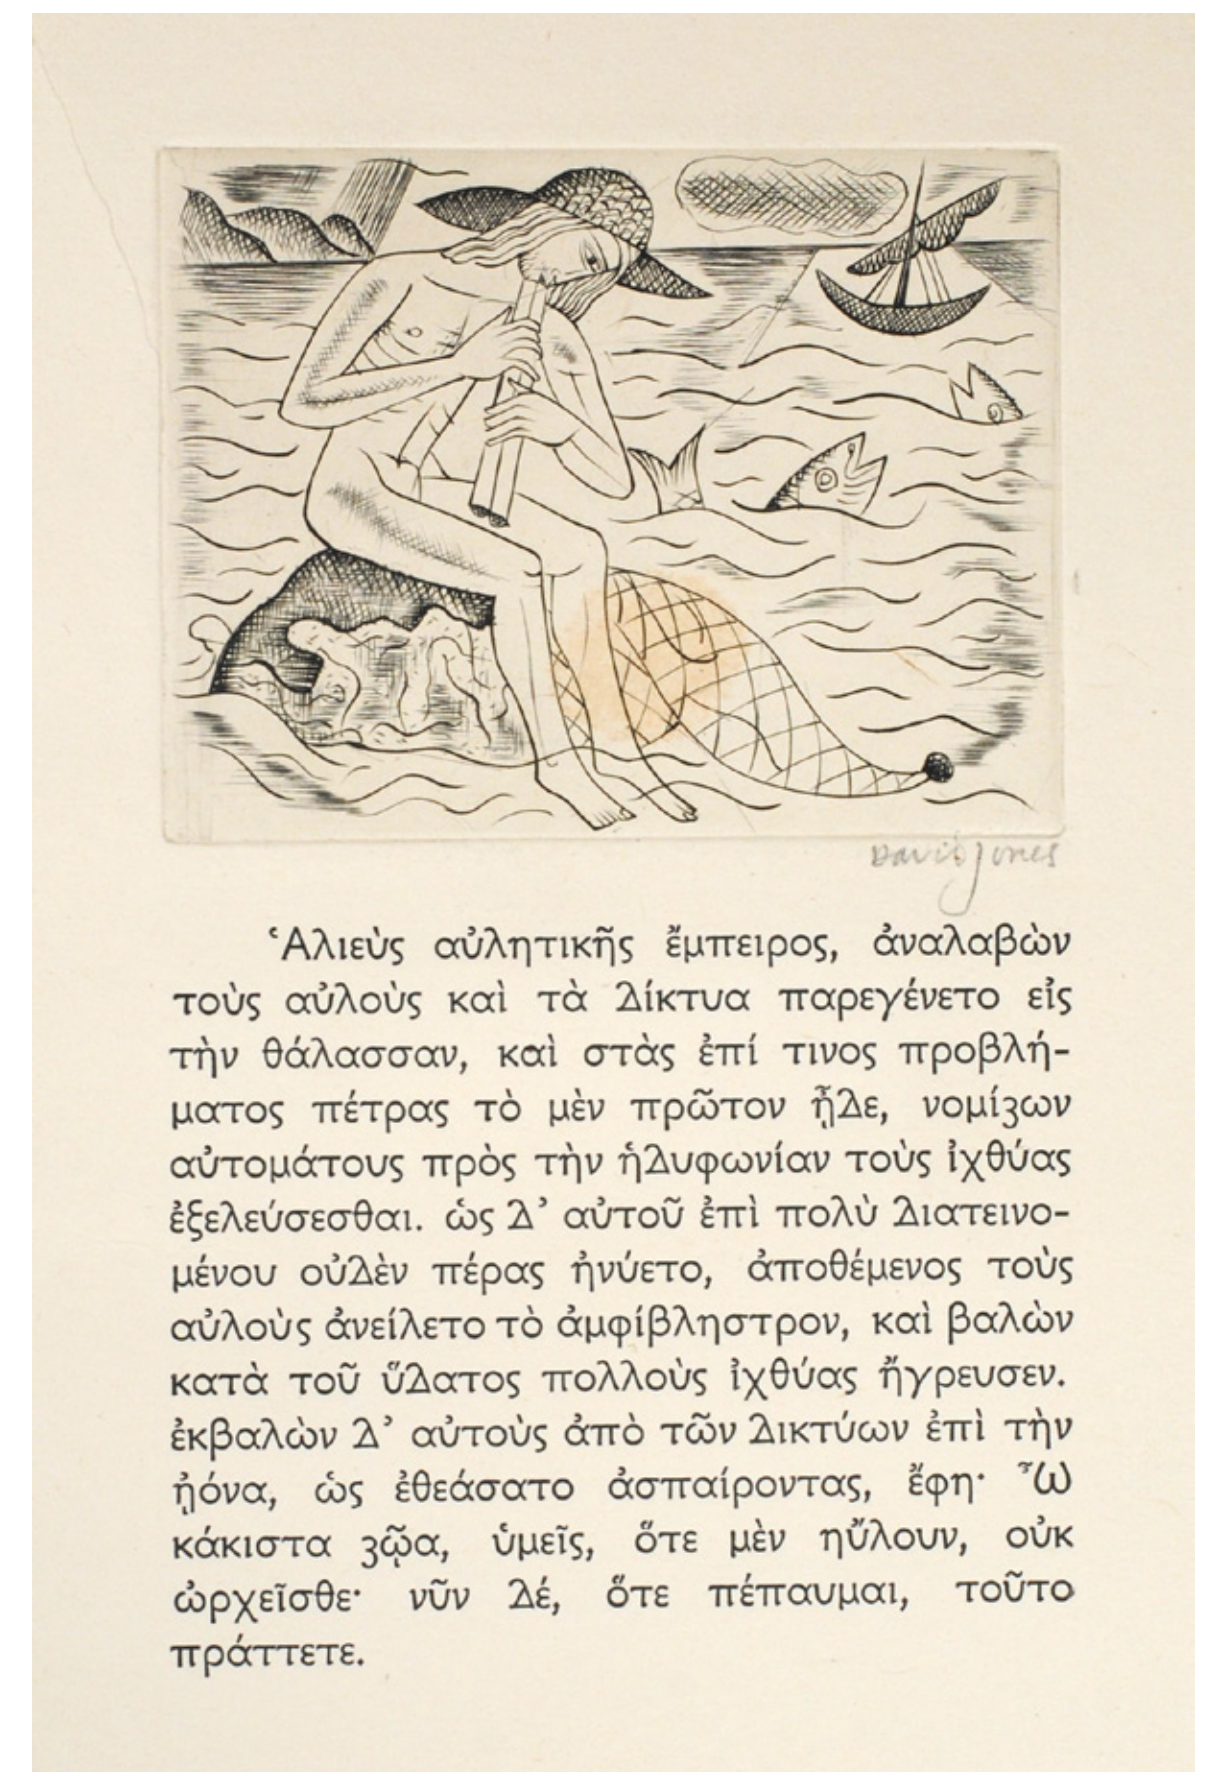 David Jones
Ἁλιεὺς αὐλητικῆς ἔμπειρος, ἀναλαβὼν
τοὺς αὐλοὺς καὶ τὰ δίκτυα παρεγένετο εἰς
τὴν θάλασσαν, καὶ στὰς ἐπί τινος προβλή-
ματος πέτρας τὸ μὲν πρῶτον ᾖδε, νομίζων
αὐτομάτους πρὸς τὴν ἡδυφωνίαν τοὺς ἰχθύας
ἐξελεύσεσθαι. ὡς δ’ αὐτοῦ ἐπὶ πολὺ διατεινο-
μένου οὐδὲν πέρας ἠνύετο, ἀποθέμενος τοὺς
αὐλοὺς ἀνείλετο τὸ ἀμφίβληστρον, καὶ βαλὼν
κατὰ τοῦ ὕδατος πολλοὺς ἰχθύας ἤγρευσεν.
ἐκβαλὼν δ’ αὐτοὺς ἀπὸ τῶν δικτύων ἐπὶ τὴν
ᾐόνα, ὡς ἐθεάσατο ἀσπαίροντας, ἔφη· Ὦ
κάκιστα ζῷα, ὑμεῖς, ὅτε μὲν ηὔλουν, οὐκ
ὠρχεῖσθε· νῦν δέ, ὅτε πέπαυμαι, τοῦτο
πράττετε.